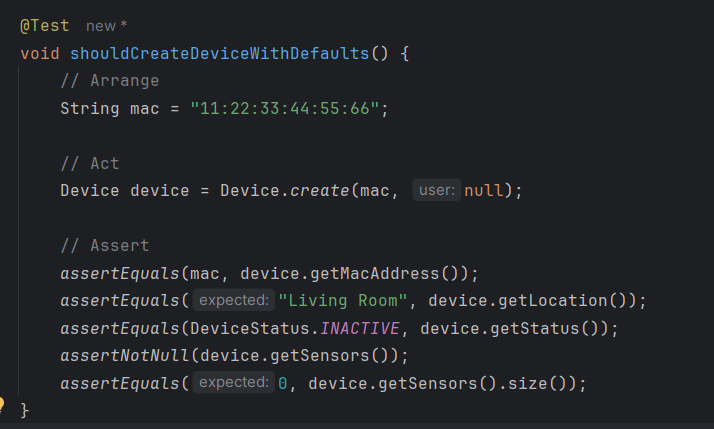 @Test new *
void shouldCreateDeviceWithDefaults() {
// Arrange
String mac = "11:22:33:44:55:66";
// Act
Device device = Device.create(mac, user: null);
// Assert
assertEquals(mac, device.getMacAddress());
assertEquals( expected: "Living Room", device.getLocation());
assertEquals(DeviceStatus.INACTIVE, device.getStatus());
assertNotNull(device.getSensors());
assertEquals( expected: 0, device.getSensors().size());
}